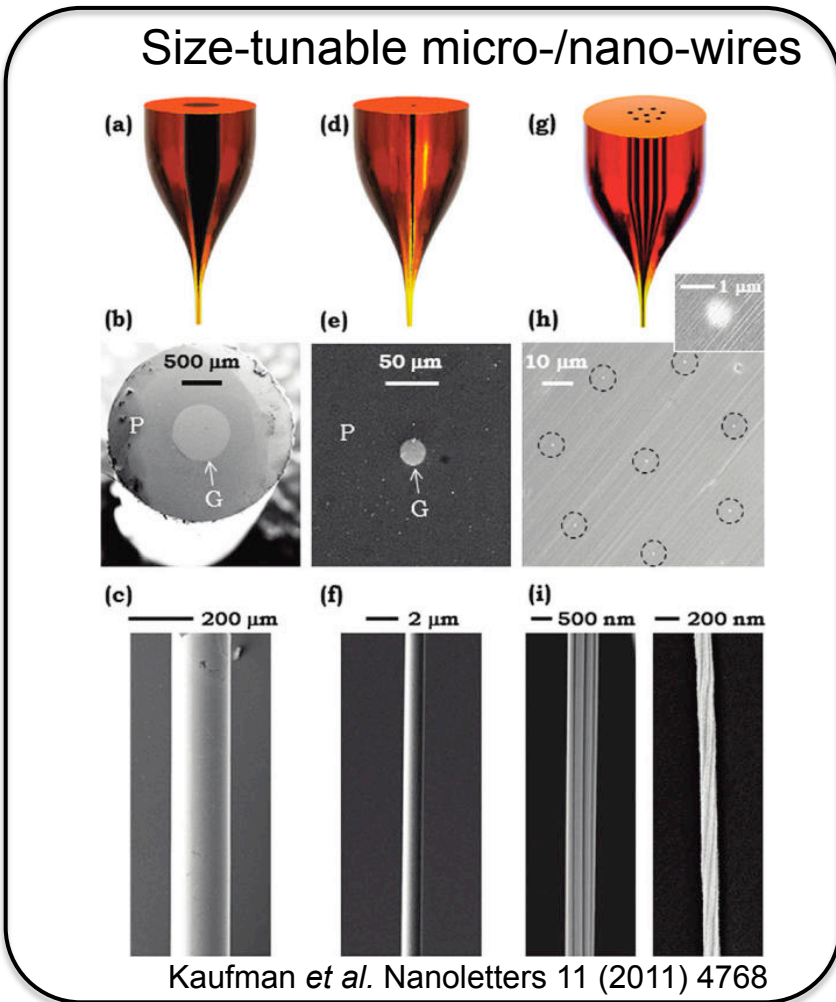 Size-tunable micro-/nano-wires
(a)
(d)
(g)
1 μm
(b)
(e)
(h)
500 μm
50 μm
10 μm
P
P
G
G
(c)
(f)
(i)
200 μm
2 μm
500 nm
200 nm
Kaufman et al. Nanoletters 11 (2011) 4768